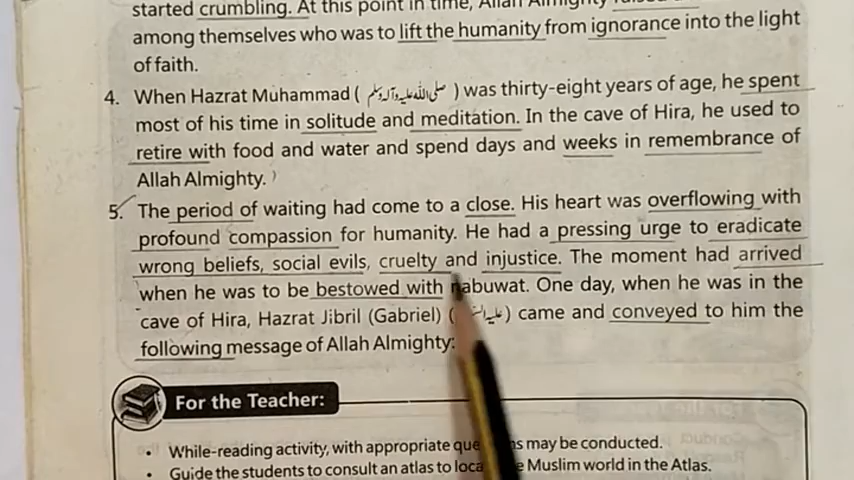 started crumbling. At this point in time, Allah Almighty raised
among themselves who was to lift the humanity from ignorance into the light
of faith.
4. When Hazrat Muhammad ( صلى الله عليه وآله وسلم ) was thirty-eight years of age, he spent
most of his time in solitude and meditation. In the cave of Hira, he used to
retire with food and water and spend days and weeks in remembrance of
Allah Almighty.
5. The period of waiting had come to a close. His heart was overflowing with
profound compassion for humanity. He had a pressing urge to eradicate
wrong beliefs, social evils, cruelty and injustice. The moment had arrived
when he was to be bestowed with nabuwat. One day, when he was in the
cave of Hira, Hazrat Jibril (Gabriel) ( عليه ) came and conveyed to him the
following message of Allah Almighty:
For the Teacher:
• While-reading activity, with appropriate may be conducted.
• Guide the students to consult an atlas to Muslim world in the Atlas.